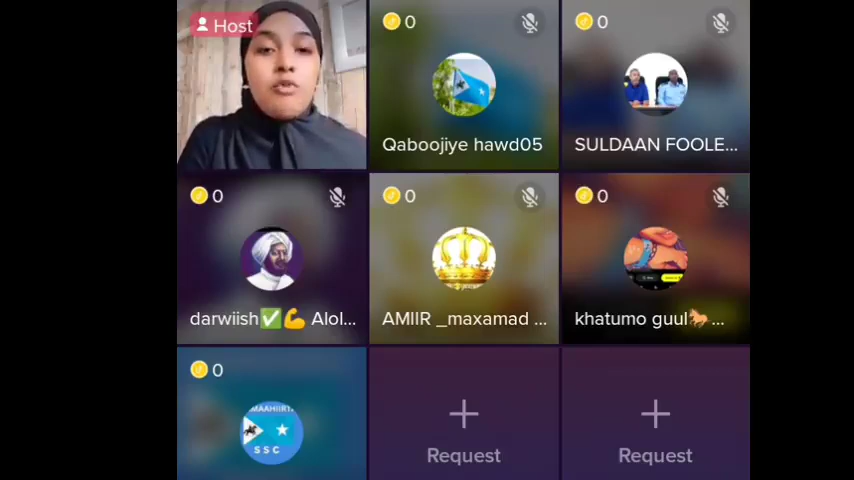 Host
0
0
Qaboojiye hawd05
SULDAAN FOOLE...
0
0
0
darwiish✅💪 Alol...
AMIIR _maxamad ...
khatumo guul🐎...
0
MAAHIIRT
SSC
Request
Request